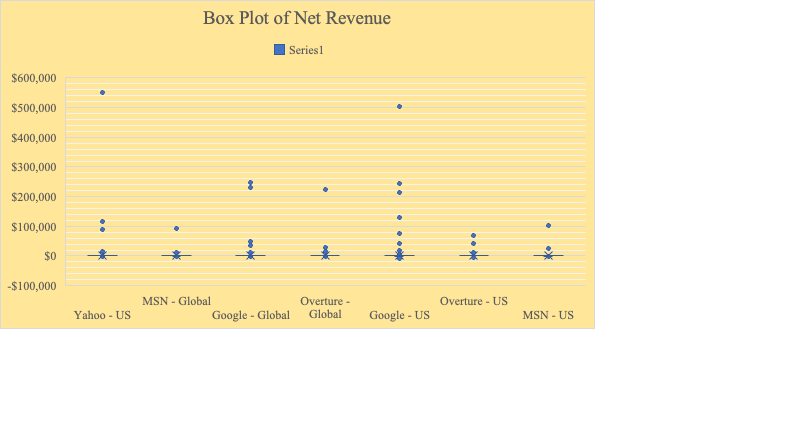 Box Plot of Net Revenue
Series1
$600,000
$500,000
$400,000
$300,000
$200,000
$100,000
$0
-$100,000
MSN - Global
Overture -
Global
Overture - US
Yahoo - US
Google - Global
Google - US
MSN - US